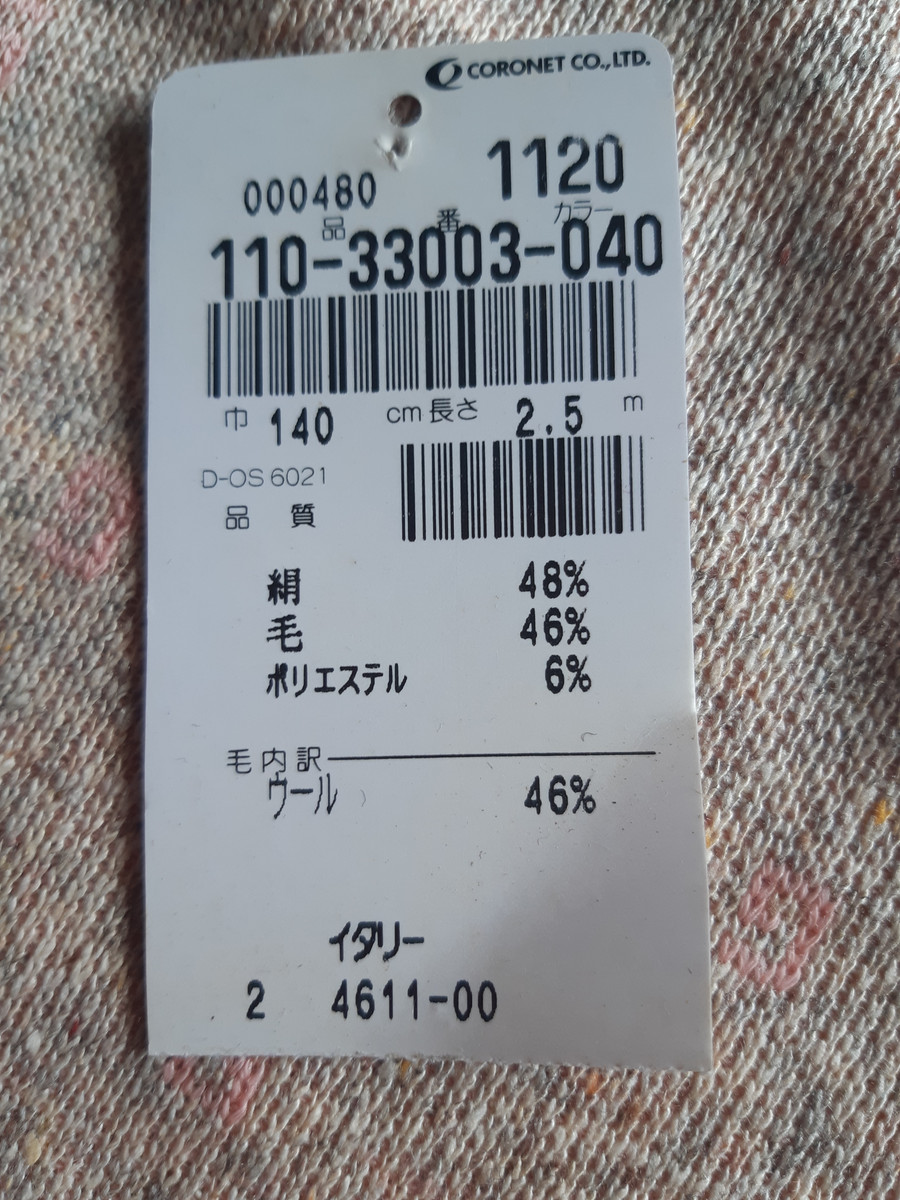 CORONET CO.,LTD.
000480 1120
品番 カラー
110-33003-040
巾 140 cm 長さ 2.5 m
D-OS 6021
品質
絹 48%
毛 46%
ポリエステル 6%
毛内訳
ウール 46%
イタリー
2 4611-00